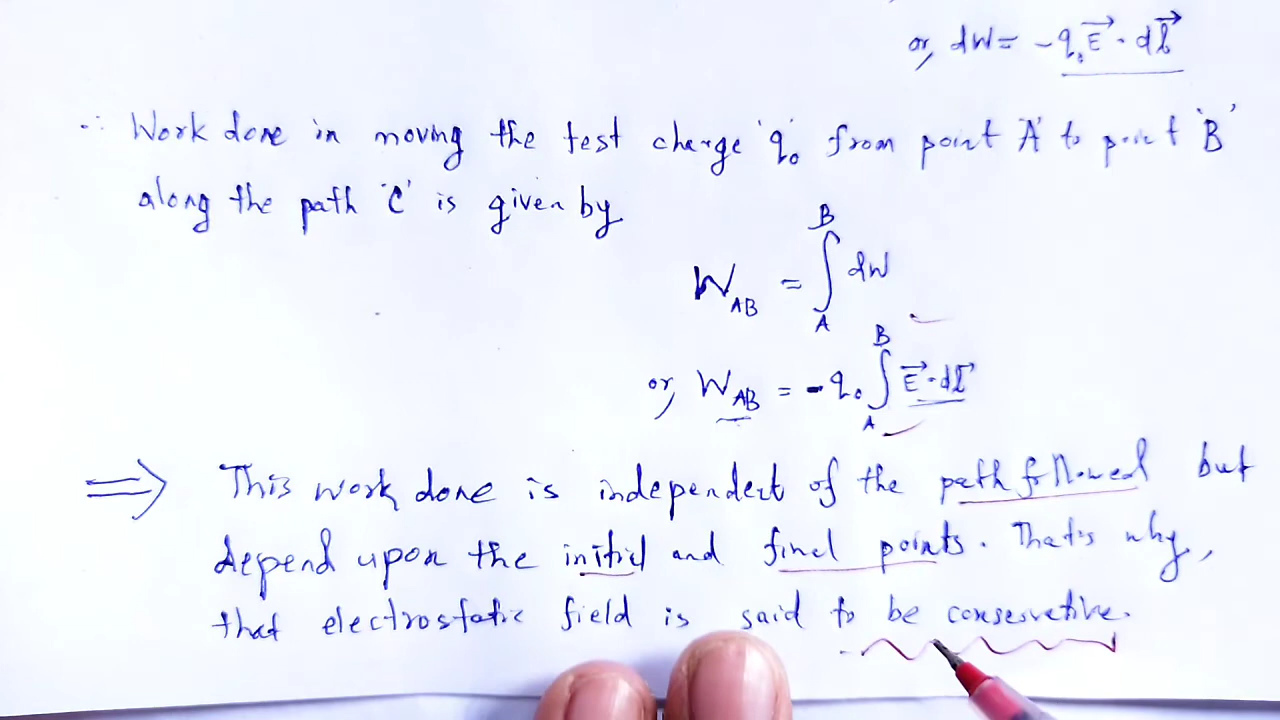 or, dW = -q₀E⃗ · dl⃗
∴ Work done in moving the test charge 'q₀' from point 'A' to point 'B'
along the path 'C' is given by
W_AB = ∫_A^B dW
or, W_AB = -q₀ ∫_A^B E⃗ · dl⃗
⇒ This work done is independent of the path followed but
depend upon the initial and final points. That's why,
that electrostatic field is said to be conservative.